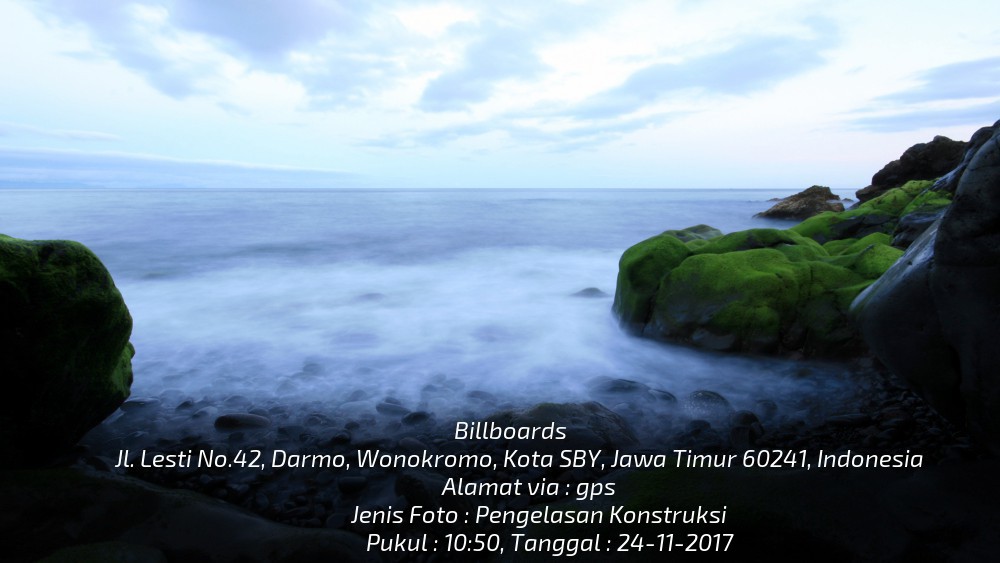 Billboards
Jl. Lesti No.42, Darmo, Wonokromo, Kota SBY, Jawa Timur 60241, Indonesia
Alamat via : gps
Jenis Foto : Pengelasan Konstruksi
Pukul : 10:50, Tanggal : 24-11-2017